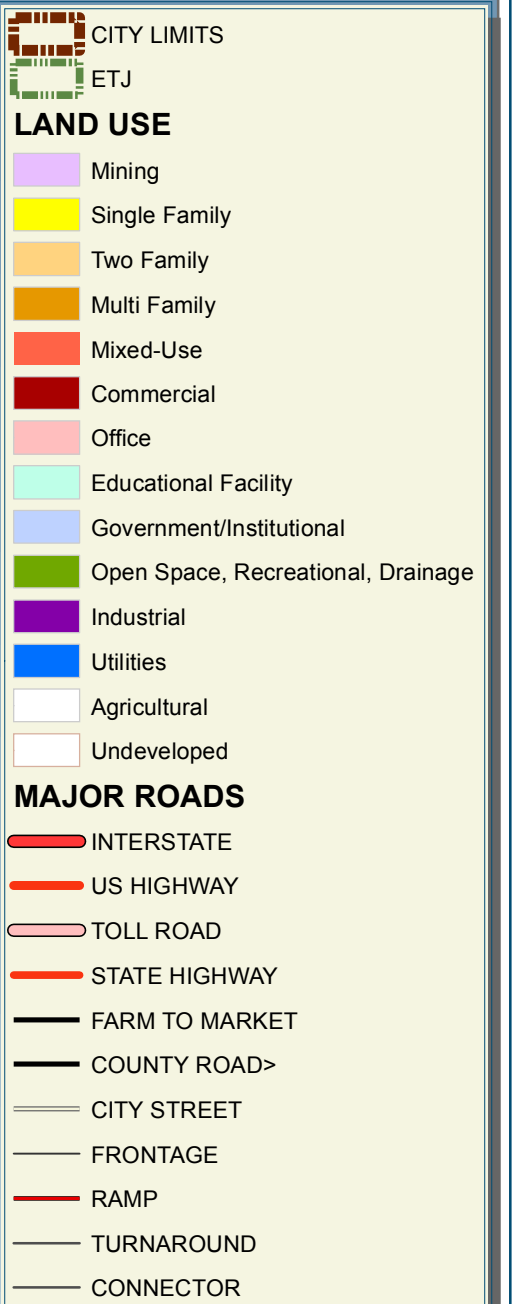 CITY LIMITS
ETJ
LAND USE
Mining
Single Family
Two Family
Multi Family
Mixed-Use
Commercial
Office
Educational Facility
Government/Institutional
Open Space, Recreational, Drainage
Industrial
Utilities
Agricultural
Undeveloped
MAJOR ROADS
INTERSTATE
US HIGHWAY
TOLL ROAD
STATE HIGHWAY
FARM TO MARKET
COUNTY ROAD>
CITY STREET
FRONTAGE
RAMP
TURNAROUND
CONNECTOR